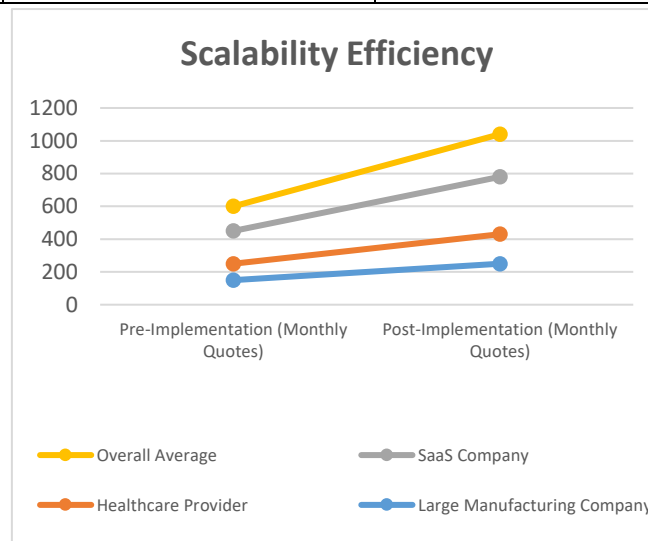 Scalability Efficiency
1200
1000
800
600
400
200
0
Pre-Implementation (Monthly
Quotes)
Post-Implementation (Monthly
Quotes)
Overall Average
SaaS Company
Healthcare Provider
Large Manufacturing Company